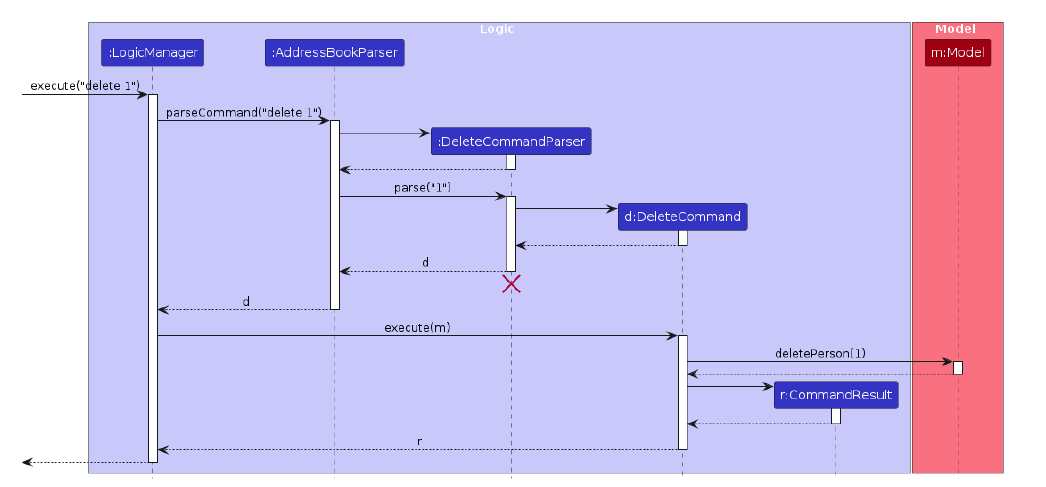 Logic
Model
:LogicManager
:AddressBookParser
m:Model
execute("delete 1")
parseCommand("delete 1")
:DeleteCommandParser
parse("1")
d:DeleteCommand
d
d
execute(m)
deletePerson(1)
r:CommandResult
r